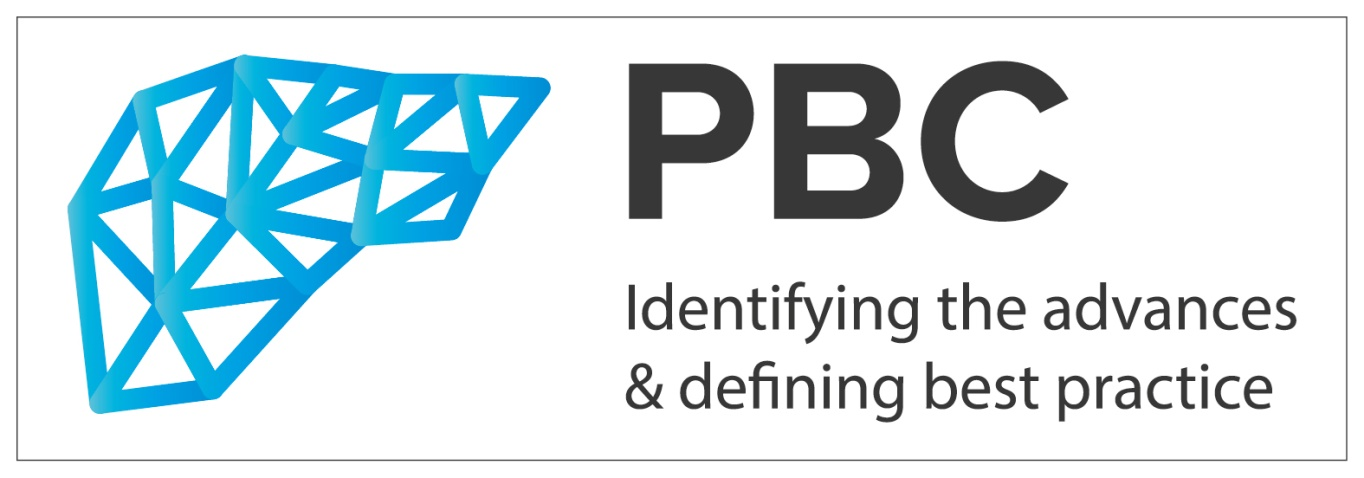 PBC
Identifying the advances
& defining best practice